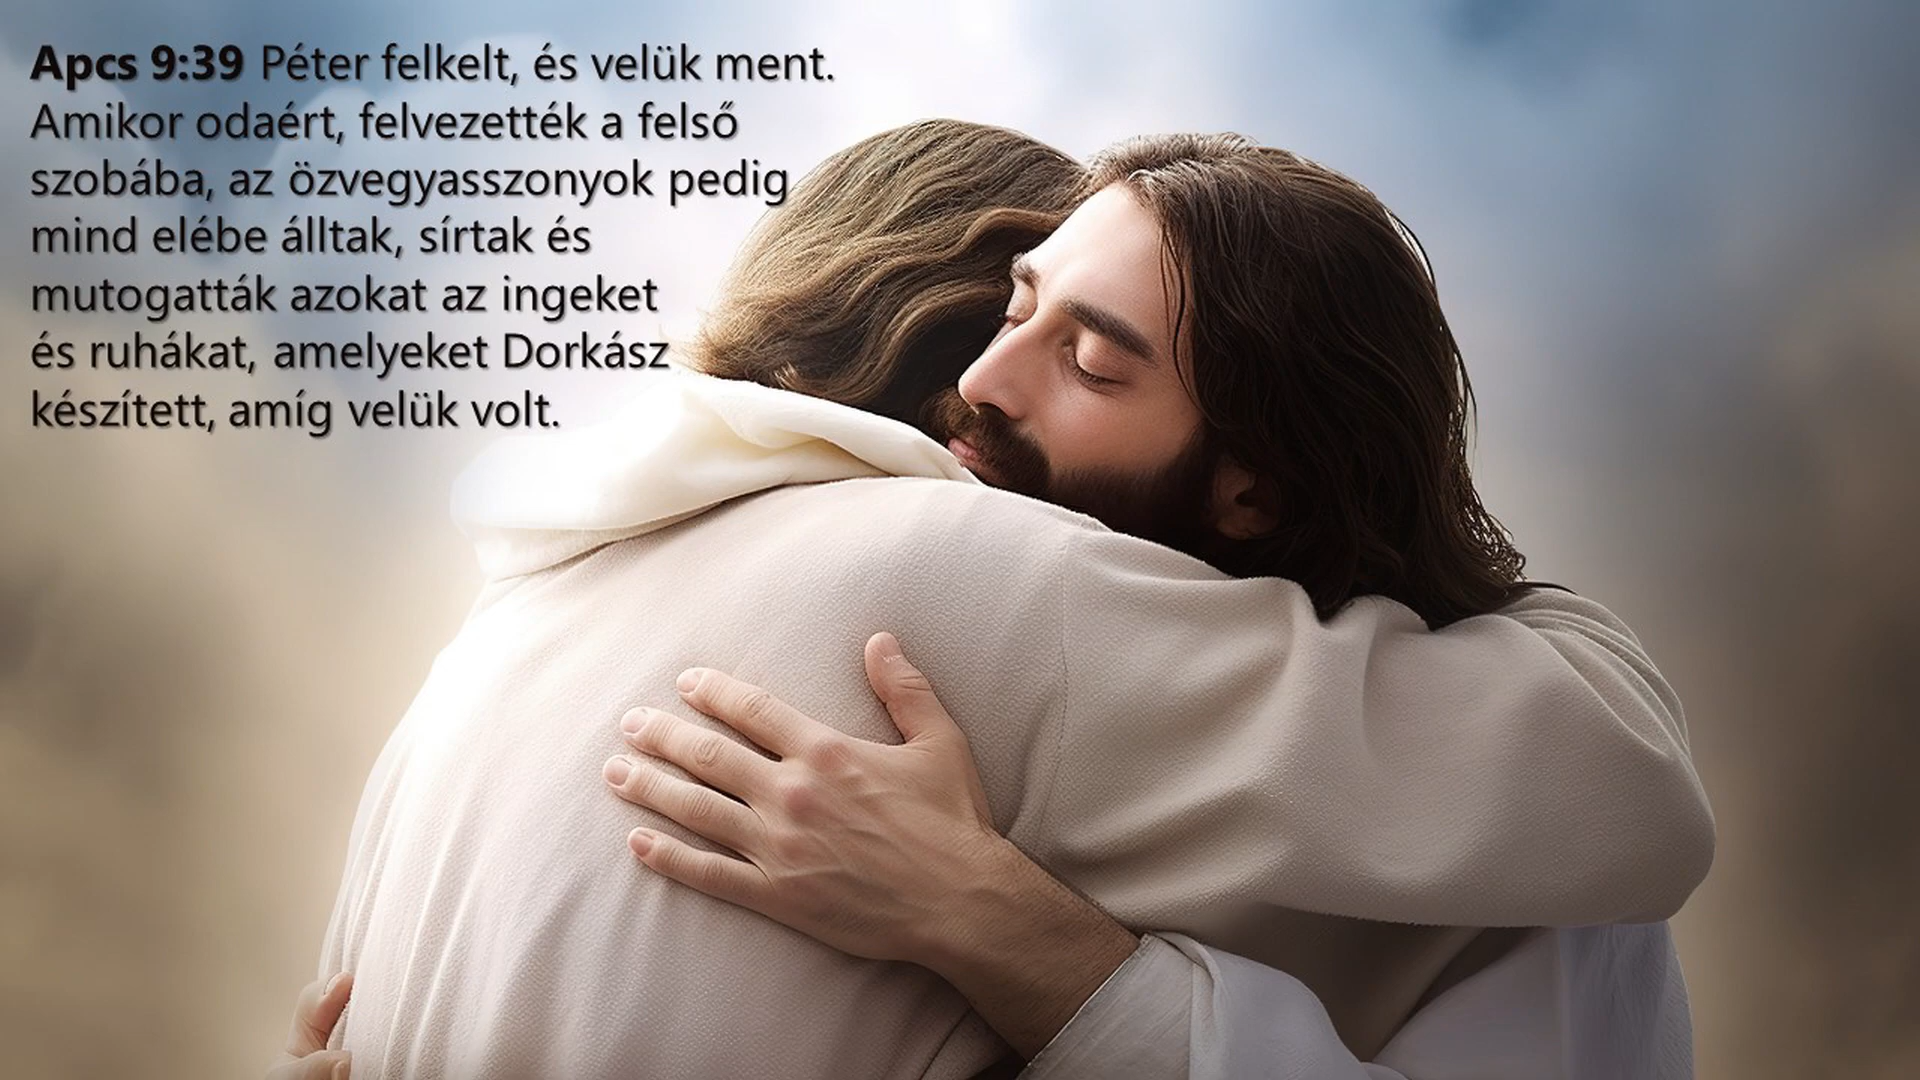 Apcs 9:39 Péter felkelt, és velük ment.
Amikor odaért, felvezették a felső
szobába, az özvegyasszonyok pedig
mind elébe álltak, sírtak és
mutogatták azokat az ingeket
és ruhákat, amelyeket Dorkász
készített, amíg velük volt.